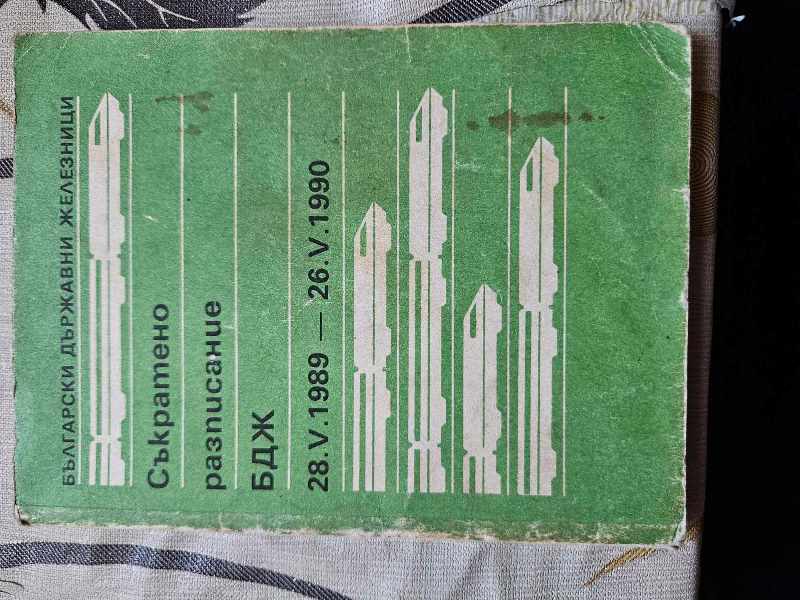 БЪЛГАРСКИ ДЪРЖАВНИ ЖЕЛЕЗНИЦИ
Съкратено
разписание
БДЖ
28.V.1989 — 26.V.1990